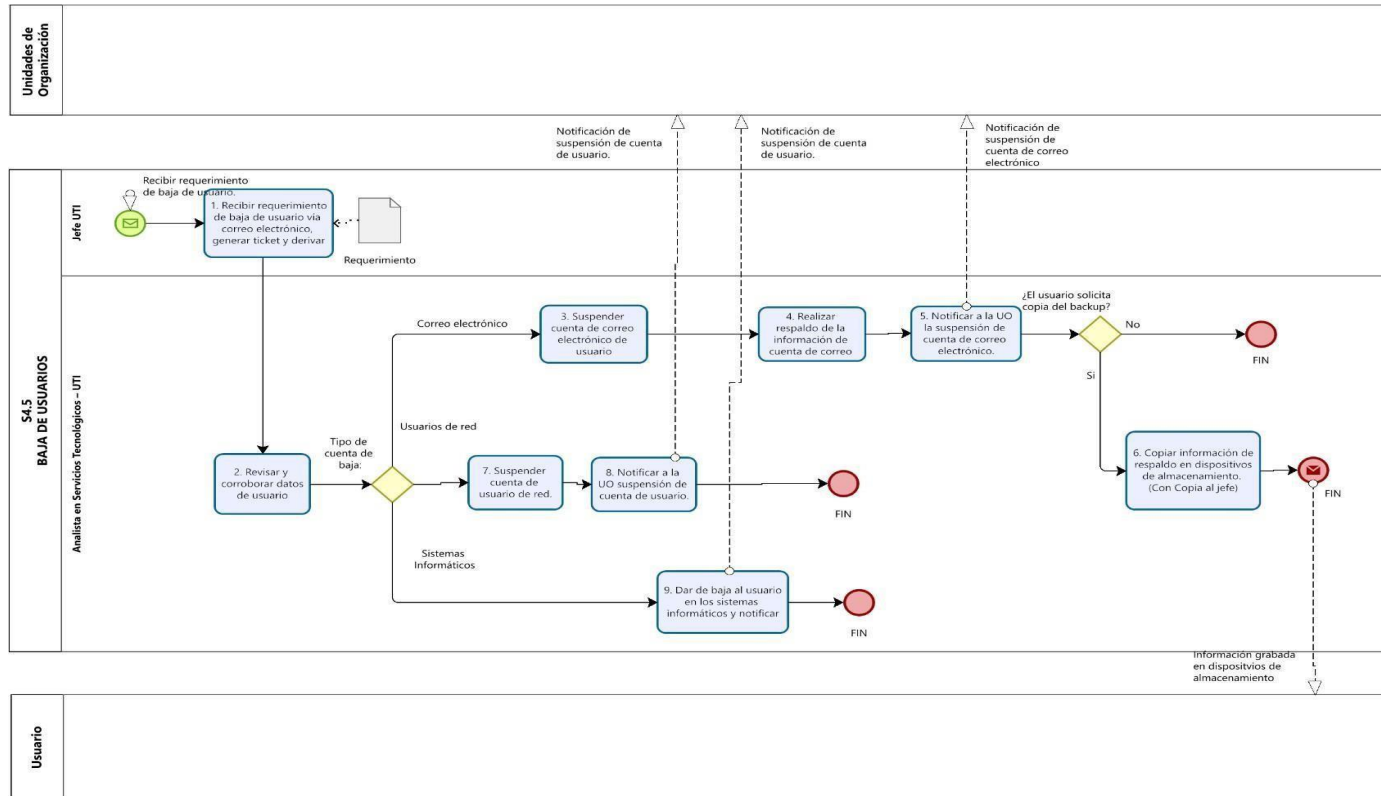 Unidades de
Organización
Notificación de
suspensión de cuenta
de usuario.
Notificación de
suspensión de cuenta
de usuario.
Notificación de
suspensión de
cuenta de correo
electrónico
S4.5
BAJA DE USUARIOS
Jefe UTI
Recibir requerimiento
de baja de usuario.
1. Recibir requerimiento
de baja de usuario vía
correo electrónico,
generar ticket y derivar
Requerimiento
Analista en Servicios Tecnológicos – UTI
Correo electrónico
3. Suspender
cuenta de correo
electrónico de
usuario
4. Realizar
respaldo de la
información de
cuenta de correo
5. Notificar a la UO
la suspensión de
cuenta de correo
electrónico.
¿El usuario solicita
copia del backup?
No
FIN
Si
6. Copiar información de
respaldo en dispositivos
de almacenamiento.
(Con Copia al jefe)
FIN
2. Revisar y
corroborar datos
de usuario
Tipo de
cuenta de
baja:
Usuarios de red
7. Suspender
cuenta de
usuario de red.
8. Notificar a la
UO suspensión de
cuenta de usuario.
FIN
Sistemas
Informáticos
9. Dar de baja al usuario
en los sistemas
informáticos y notificar
FIN
Información grabada
en dispositvios de
almacenamiento
Usuario